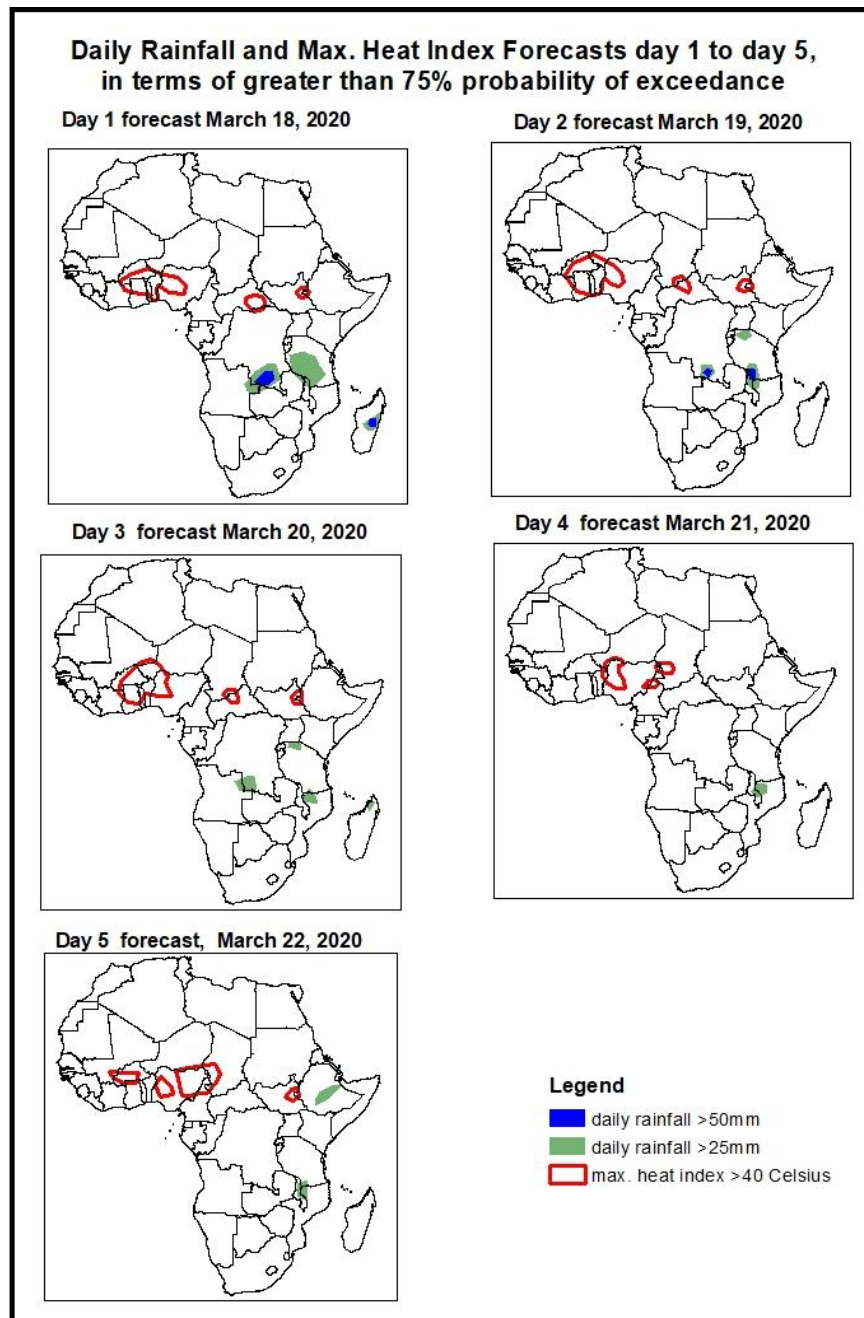 Daily Rainfall and Max. Heat Index Forecasts day 1 to day 5,
in terms of greater than 75% probability of exceedance
Day 1 forecast March 18, 2020
Day 2 forecast March 19, 2020
Day 3 forecast March 20, 2020
Day 4 forecast March 21, 2020
Day 5 forecast, March 22, 2020
Legend
daily rainfall >50mm
daily rainfall >25mm
max. heat index >40 Celsius